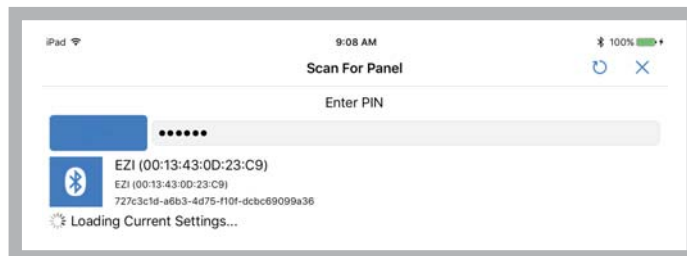 iPad 9:08 AM 100%
Scan For Panel
Enter PIN
••••••
EZI (00:13:43:0D:23:C9)
EZI (00:13:43:0D:23:C9)
727c3c1d-a6b3-4d75-f10f-dcbc69099a36
Loading Current Settings...